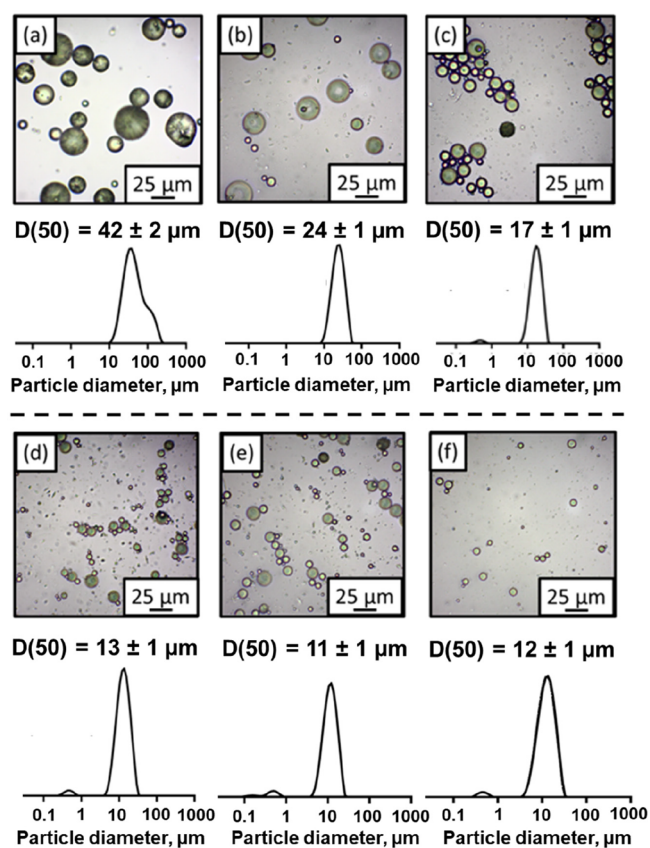 (a) (b) (c)
25 µm 25 µm 25 µm
D(50) = 42 ± 2 µm D(50) = 24 ± 1 µm D(50) = 17 ± 1 µm
0.1 1 10 100 1000 0.1 1 10 100 1000 0.1 1 10 100 1000
Particle diameter, µm Particle diameter, µm Particle diameter, µm
(d) (e) (f)
25 µm 25 µm 25 µm
D(50) = 13 ± 1 µm D(50) = 11 ± 1 µm D(50) = 12 ± 1 µm
0.1 1 10 100 1000 0.1 1 10 100 1000 0.1 1 10 100 1000
Particle diameter, µm Particle diameter, µm Particle diameter, µm